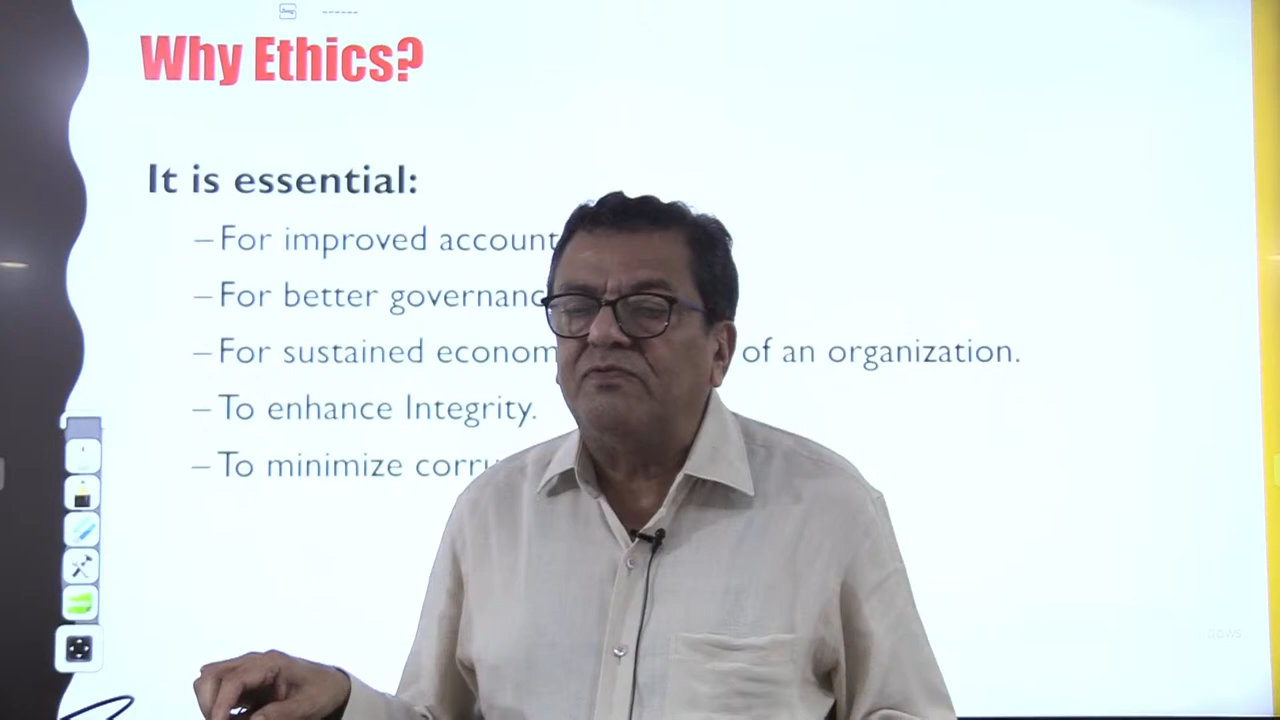 Why Ethics?
It is essential:
– For improved account
– For better governanc
– For sustained econom of an organization.
– To enhance Integrity.
– To minimize corru